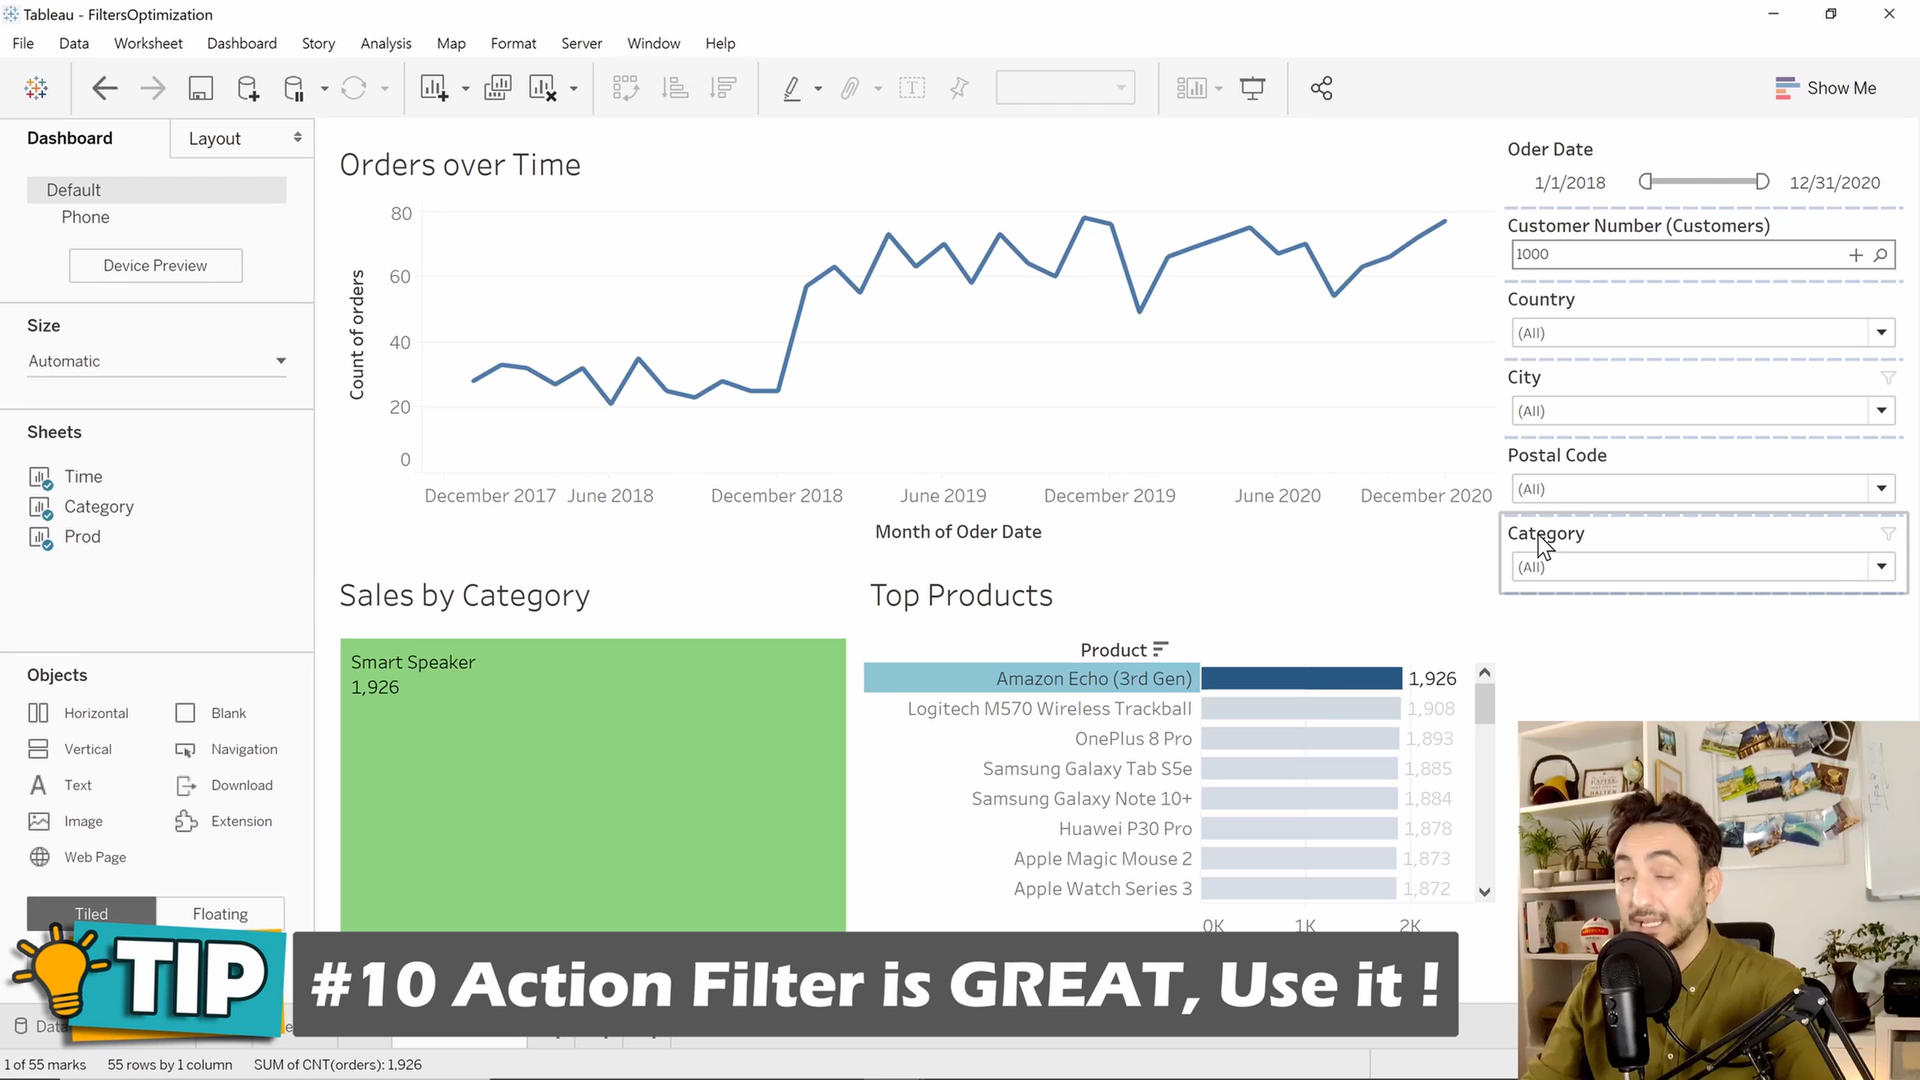 Tableau - FiltersOptimization
File Data Worksheet Dashboard Story Analysis Map Format Server Window Help
Show Me
Dashboard
Layout
Default
Phone
Device Preview
Size
Automatic
Sheets
Time
Category
Prod
Objects
Horizontal
Blank
Vertical
Navigation
Text
Download
Image
Extension
Web Page
Tiled
Floating
Orders over Time
Count of orders
80
60
40
20
0
December 2017 June 2018 December 2018 June 2019 December 2019 June 2020 December 2020
Month of Oder Date
Sales by Category
Smart Speaker
1,926
Top Products
Product
Amazon Echo (3rd Gen) 1,926
Logitech M570 Wireless Trackball 1,908
OnePlus 8 Pro 1,893
Samsung Galaxy Tab S5e 1,885
Samsung Galaxy Note 10+ 1,884
Huawei P30 Pro 1,878
Apple Magic Mouse 2 1,873
Apple Watch Series 3 1,872
0K 1K 2K
Oder Date
1/1/2018 12/31/2020
Customer Number (Customers)
1000
Country
(All)
City
(All)
Postal Code
(All)
Category
(All)
TIP
#10 Action Filter is GREAT, Use it !
1 of 55 marks 55 rows by 1 column SUM of CNT(orders): 1,926